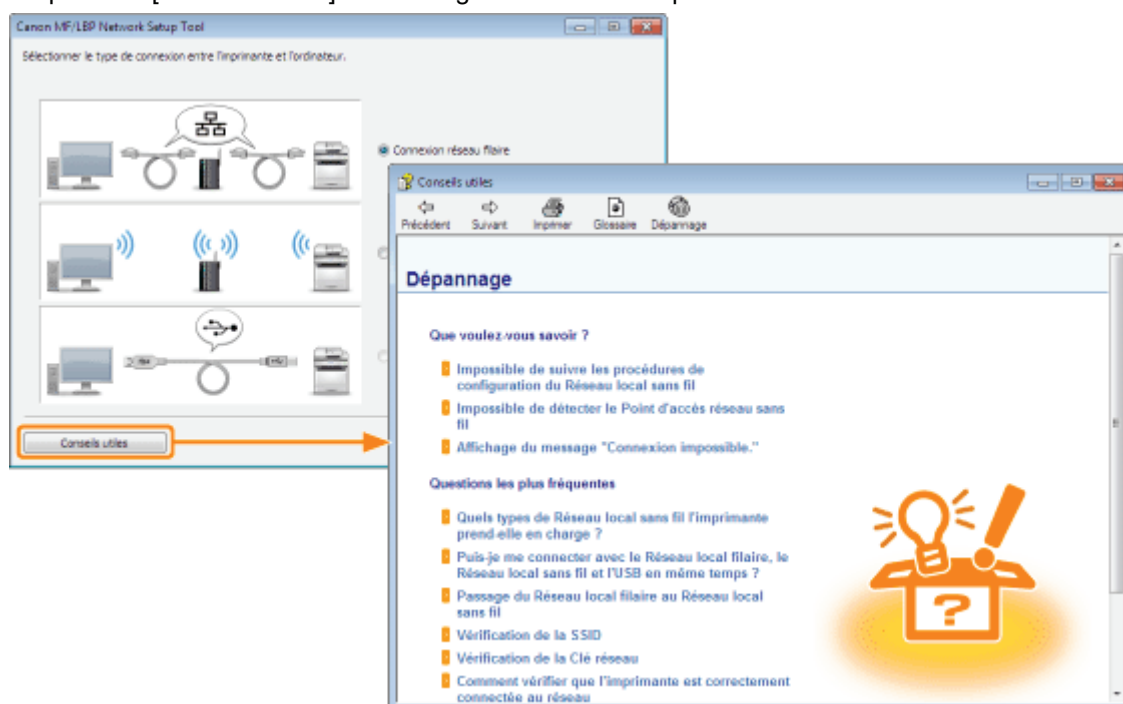 Canon MF/LBP Network Setup Tool
Sélectionner le type de connexion entre l'imprimante et l'ordinateur.
Connexion réseau filaire
Conseils utiles
Conseils utiles
Précédent Suivant Imprimer Glossaire Dépannage
Dépannage
Que voulez-vous savoir ?
Impossible de suivre les procédures de
configuration du Réseau local sans fil
Impossible de détecter le Point d'accès réseau sans
fil
Affichage du message "Connexion impossible."
Questions les plus fréquentes
Quels types de Réseau local sans fil l'imprimante
prend-elle en charge ?
Puis-je me connecter avec le Réseau local filaire, le
Réseau local sans fil et l'USB en même temps ?
Passage du Réseau local filaire au Réseau local
sans fil
Vérification de la SSID
Vérification de la Clé réseau
Comment vérifier que l'imprimante est correctement
connectée au réseau